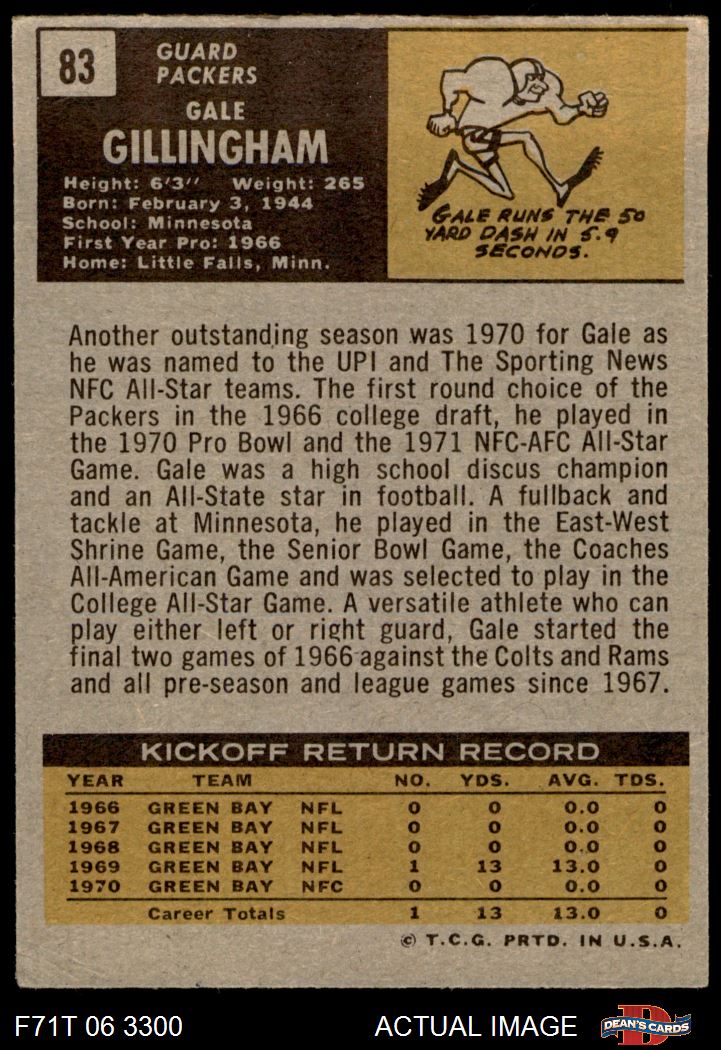 83
GUARD
PACKERS
GALE
GILLINGHAM
Height: 6'3" Weight: 265
Born: February 3, 1944
School: Minnesota
First Year Pro: 1966
Home: Little Falls, Minn.
GALE RUNS THE 50
YARD DASH IN 5.9
SECONDS.
Another outstanding season was 1970 for Gale as
he was named to the UPI and The Sporting News
NFC All-Star teams. The first round choice of the
Packers in the 1966 college draft, he played in
the 1970 Pro Bowl and the 1971 NFC-AFC All-Star
Game. Gale was a high school discus champion
and an All-State star in football. A fullback and
tackle at Minnesota, he played in the East-West
Shrine Game, the Senior Bowl Game, the Coaches
All-American Game and was selected to play in the
College All-Star Game. A versatile athlete who can
play either left or right guard, Gale started the
final two games of 1966 against the Colts and Rams
and all pre-season and league games since 1967.
KICKOFF RETURN RECORD
YEAR TEAM NO. YDS. AVG. TDS.
1966 GREEN BAY NFL 0 0 0.0 0
1967 GREEN BAY NFL 0 0 0.0 0
1968 GREEN BAY NFL 0 0 0.0 0
1969 GREEN BAY NFL 1 13 13.0 0
1970 GREEN BAY NFC 0 0 0.0 0
Career Totals 1 13 13.0 0
© T.C.G. PRTD. IN U.S.A.
F71T 06 3300 ACTUAL IMAGE DEAN'S CARDS